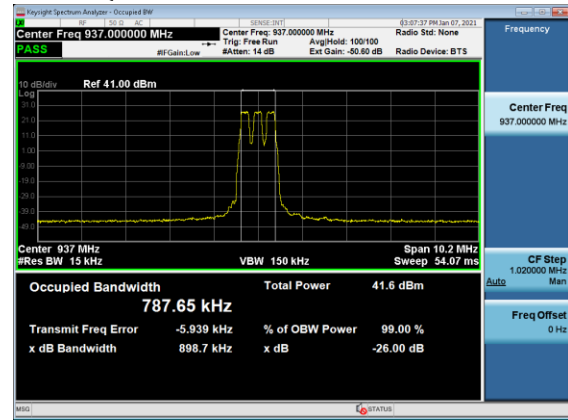 Keysight Spectrum Analyzer - Occupied BW
RF 50 Ω AC SENSE:INT 03:07:37 PM Jan 07, 2021
Center Freq 937.000000 MHz Center Freq: 937.000000 MHz Radio Std: None
Trig: Free Run Avg|Hold: 100/100
PASS #IFGain:Low #Atten: 14 dB Ext Gain: -50.60 dB Radio Device: BTS
10 dB/div Ref 41.00 dBm
Log
31.0
21.0
11.0
1.00
-9.00
-19.0
-29.0
-39.0
Center 937 MHz Span 10.2 MHz
#Res BW 15 kHz VBW 150 kHz Sweep 54.07 ms
Occupied Bandwidth Total Power 41.6 dBm
787.65 kHz
Transmit Freq Error -5.939 kHz % of OBW Power 99.00 %
x dB Bandwidth 898.7 kHz x dB -26.00 dB
Frequency
Center Freq
937.000000 MHz
CF Step
1.020000 MHz
Auto Man
Freq Offset
0 Hz
MSG STATUS